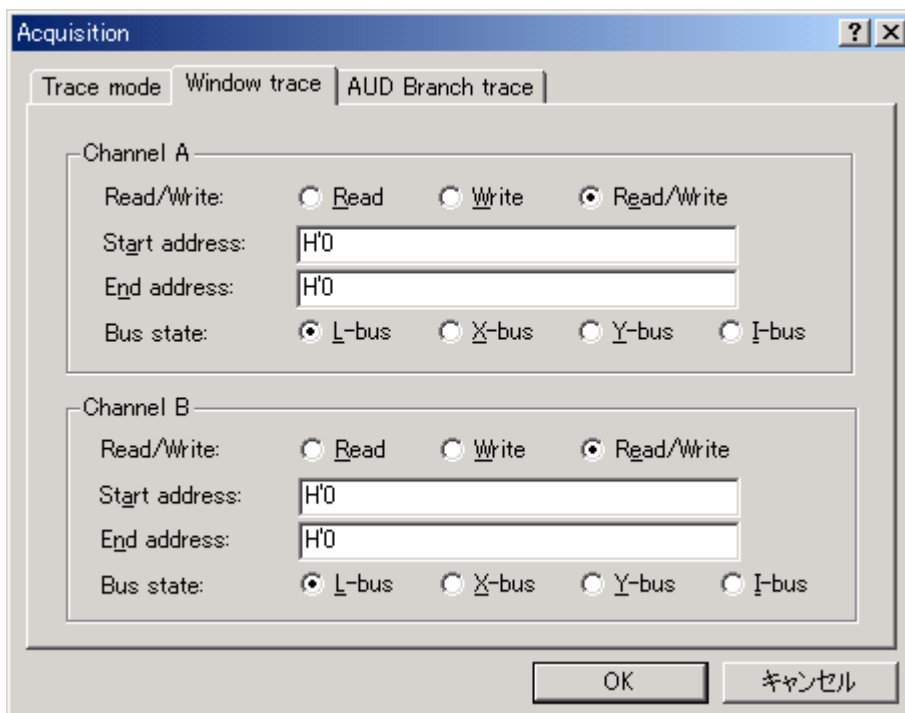 Acquisition
Trace mode Window trace AUD Branch trace
Channel A
Read/Write: Read Write Read/Write
Start address: H'0
End address: H'0
Bus state: L-bus X-bus Y-bus I-bus
Channel B
Read/Write: Read Write Read/Write
Start address: H'0
End address: H'0
Bus state: L-bus X-bus Y-bus I-bus
OK キャンセル